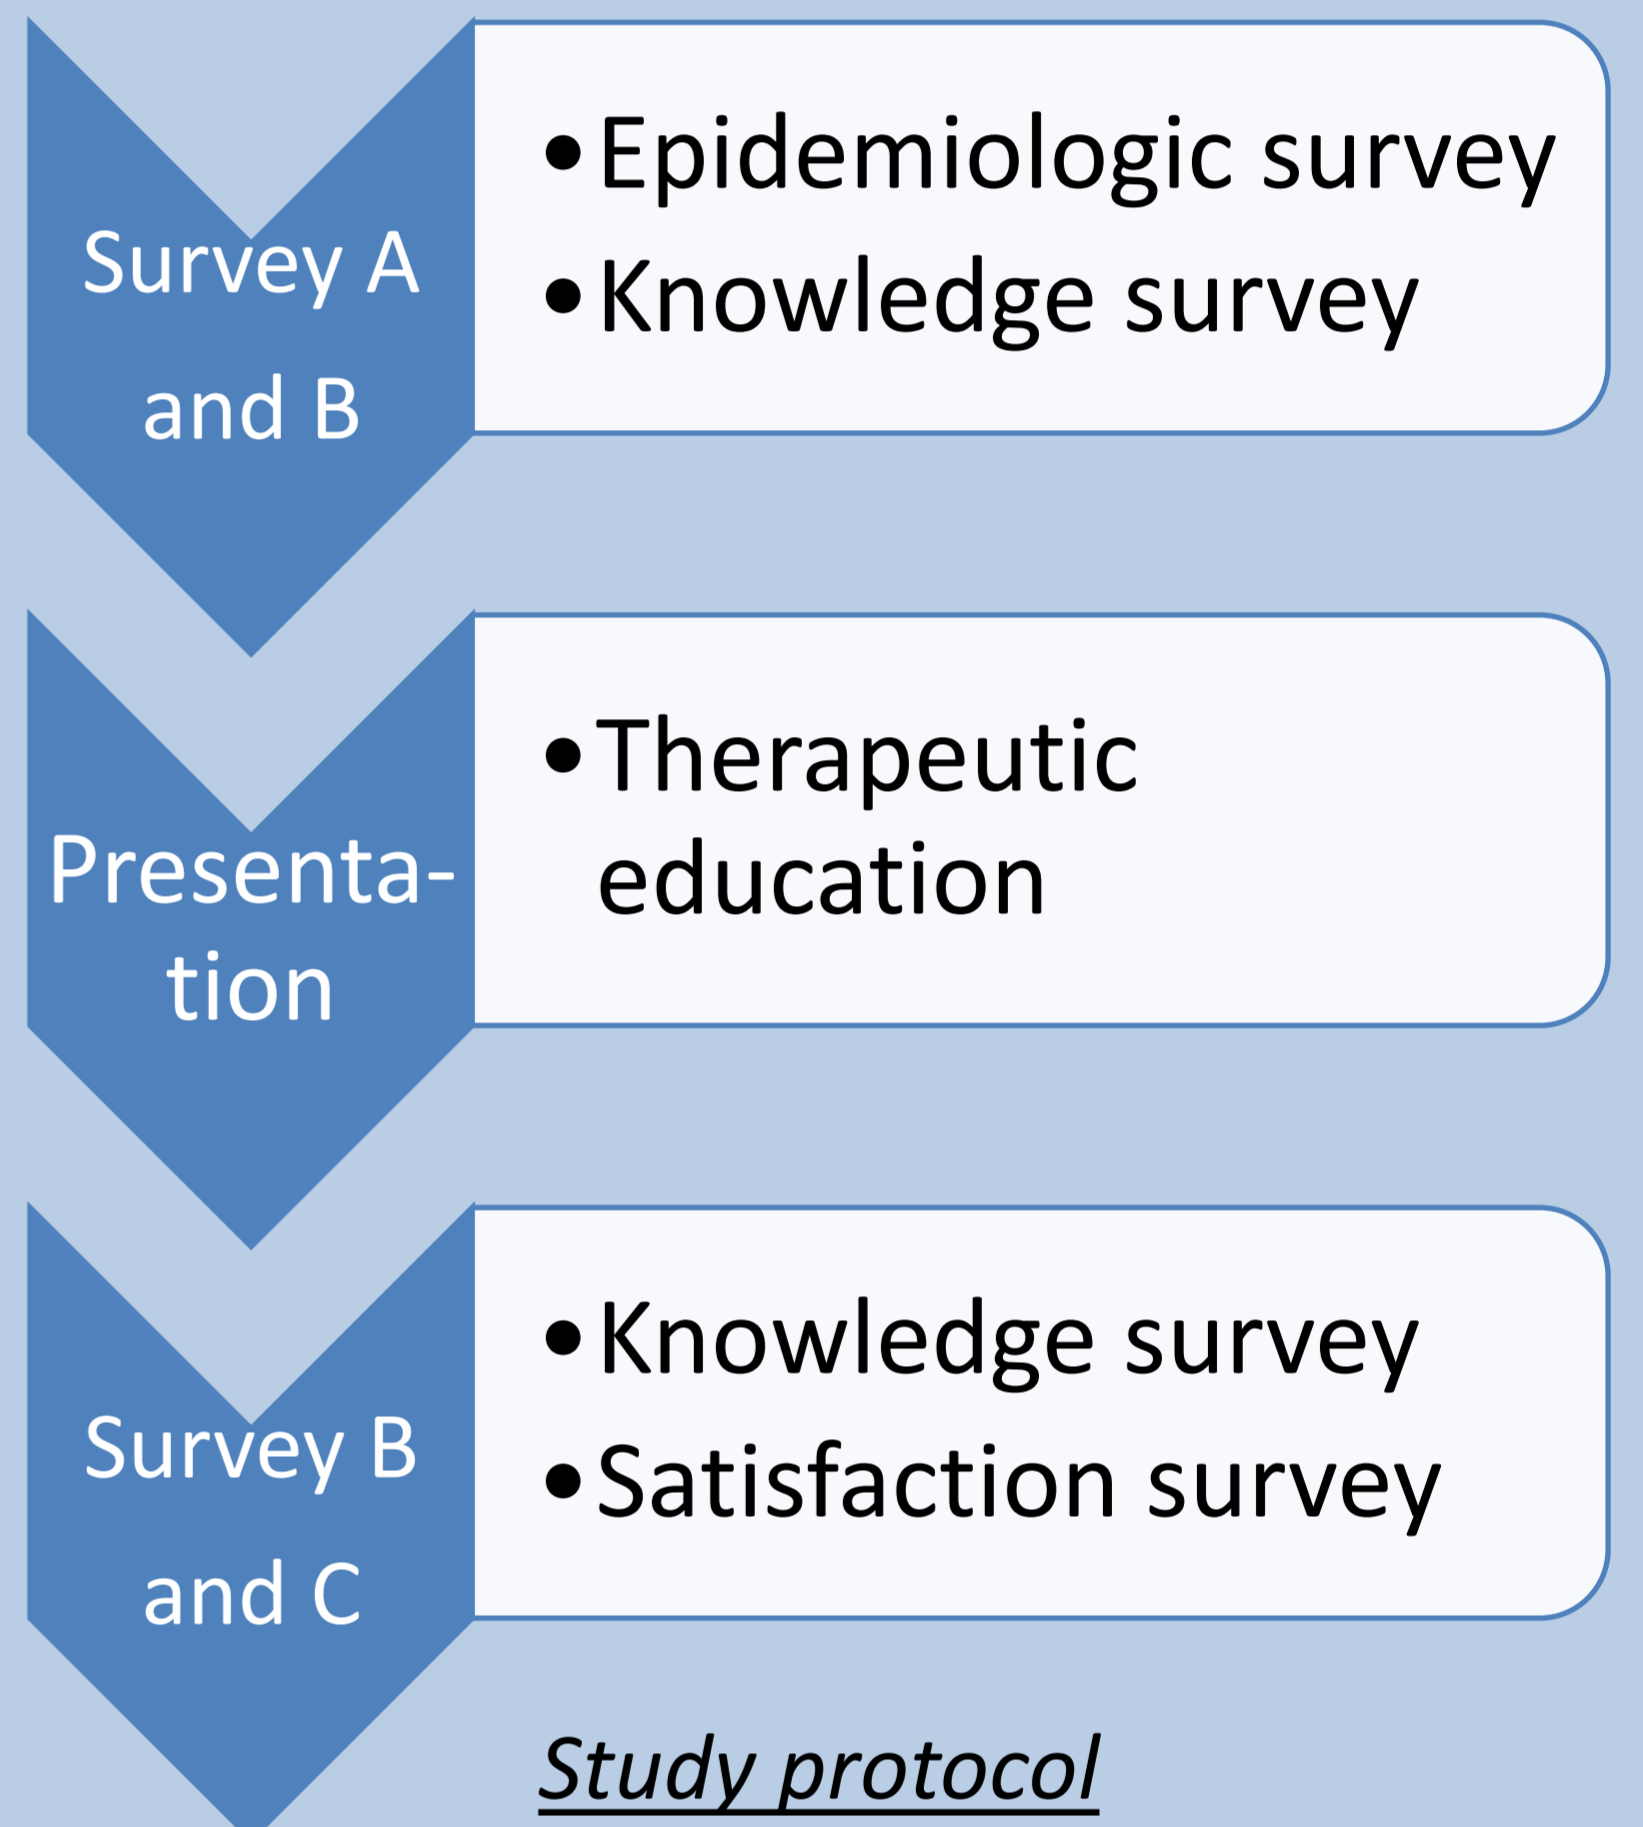 Survey A
and B
•Epidemiologic survey
•Knowledge survey
Presenta-
tion
•Therapeutic
education
Survey B
and C
•Knowledge survey
•Satisfaction survey
Study protocol